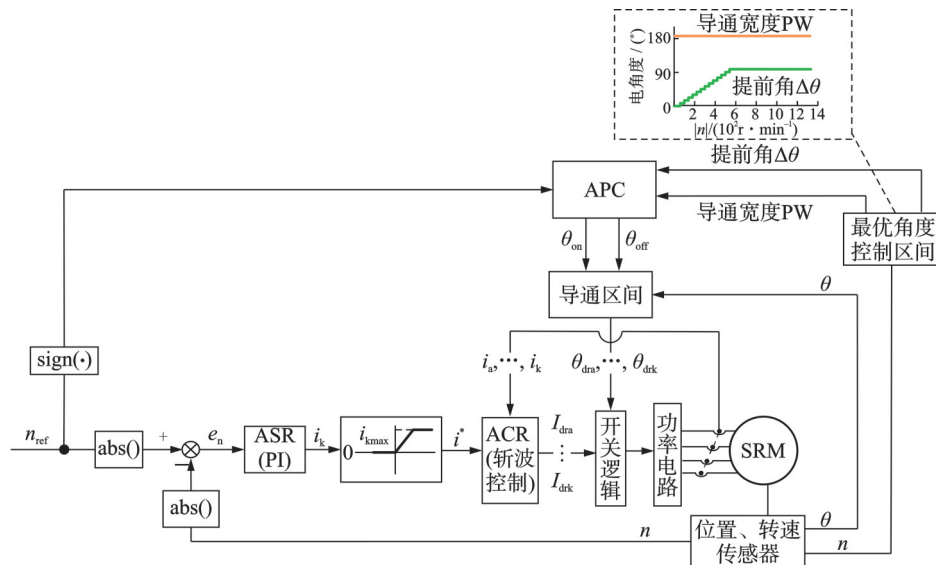 导通宽度PW
180
90
0
电角度 / (°)
提前角Δθ
2 4 6 8 10 12 14
|n|/(10²r · min⁻¹)
提前角Δθ
APC
导通宽度PW
最优角度
控制区间
θon θoff
导通区间
θ
sign(·)
ia,···, ik
θdra,···, θdrk
nref
abs()
+
−
en
ASR
(PI)
ik
0
ikmax
i*
ACR
(斩波
控制)
Idra
⋮
Idrk
开关逻辑
功率电路
SRM
abs()
n
位置、转速
传感器
θ
n